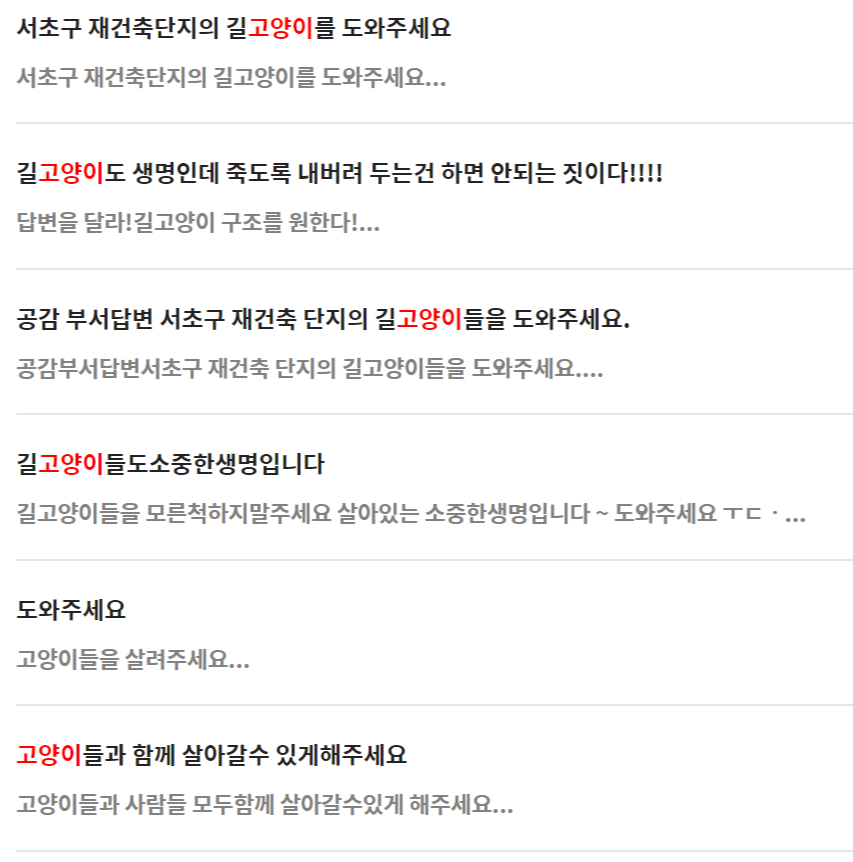 서초구 재건축단지의 길고양이를 도와주세요
서초구 재건축단지의 길고양이를 도와주세요...
길고양이도 생명인데 죽도록 내버려 두는건 하면 안되는 짓이다!!!!
답변을 달라!길고양이 구조를 원한다!...
공감 부서답변 서초구 재건축 단지의 길고양이들을 도와주세요.
공감부서답변서초구 재건축 단지의 길고양이들을 도와주세요....
길고양이들도소중한생명입니다
길고양이들을 모른척하지말주세요 살아있는 소중한생명입니다 ~ 도와주세요 ㅜㄷㆍ...
도와주세요
고양이들을 살려주세요...
고양이들과 함께 살아갈수 있게해주세요
고양이들과 사람들 모두함께 살아갈수있게 해주세요...